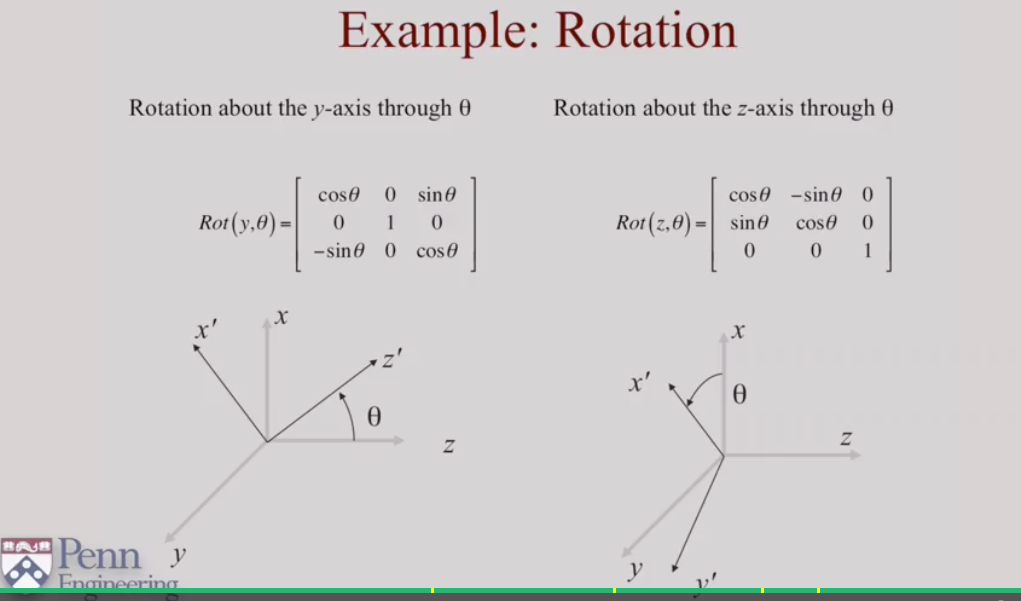 Example: Rotation
Rotation about the y-axis through θ
Rot(y,θ) =
cosθ 0 sinθ
0 1 0
−sinθ 0 cosθ
x'
x
z'
θ
z
y
Rotation about the z-axis through θ
Rot(z,θ) =
cosθ −sinθ 0
sinθ cosθ 0
0 0 1
x
x'
θ
z
y
y'
Penn
Engineering